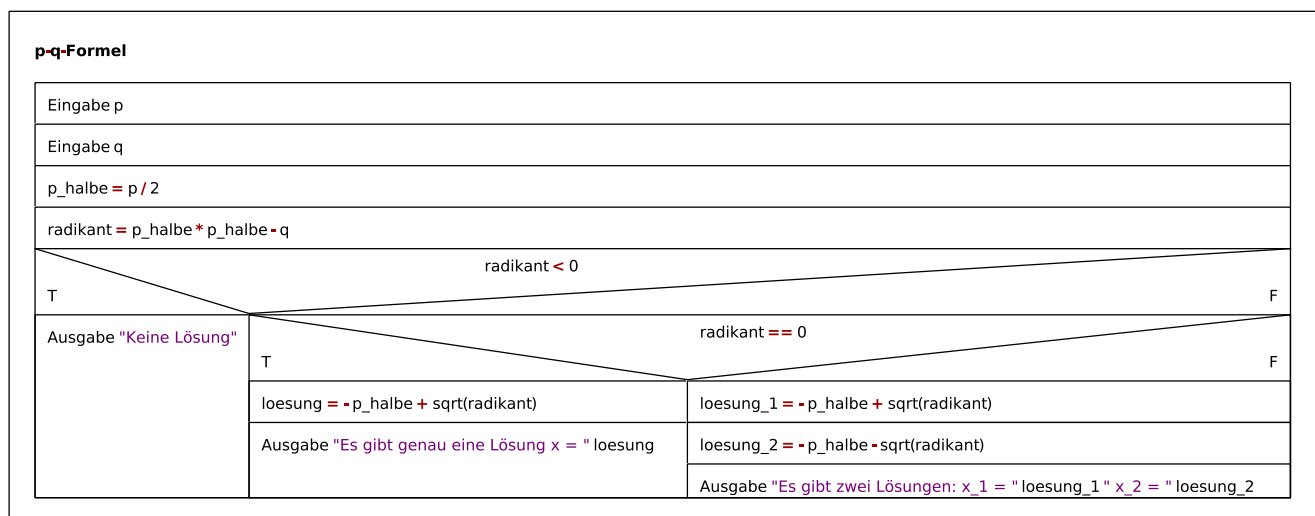 p-q-Formel
Eingabe p
Eingabe q
p_halbe = p / 2
radikant = p_halbe * p_halbe - q
radikant < 0
T
F
Ausgabe "Keine Lösung"
radikant == 0
T
F
loesung = - p_halbe + sqrt(radikant)
Ausgabe "Es gibt genau eine Lösung x = " loesung
loesung_1 = - p_halbe + sqrt(radikant)
loesung_2 = - p_halbe - sqrt(radikant)
Ausgabe "Es gibt zwei Lösungen: x_1 = " loesung_1 " x_2 = " loesung_2